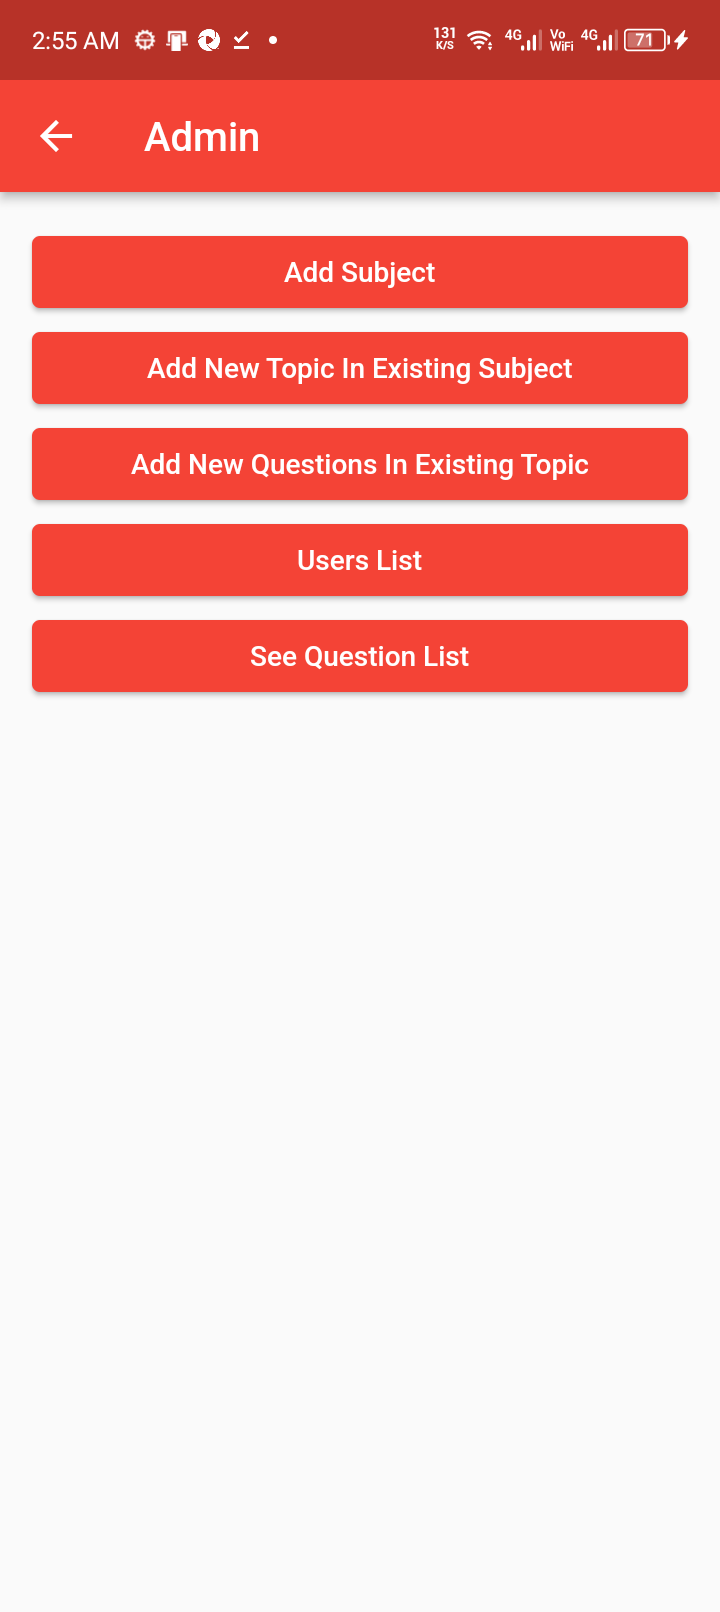 2:55 AM 131 K/S 4G Vo WiFi 4G 71
Admin
Add Subject
Add New Topic In Existing Subject
Add New Questions In Existing Topic
Users List
See Question List